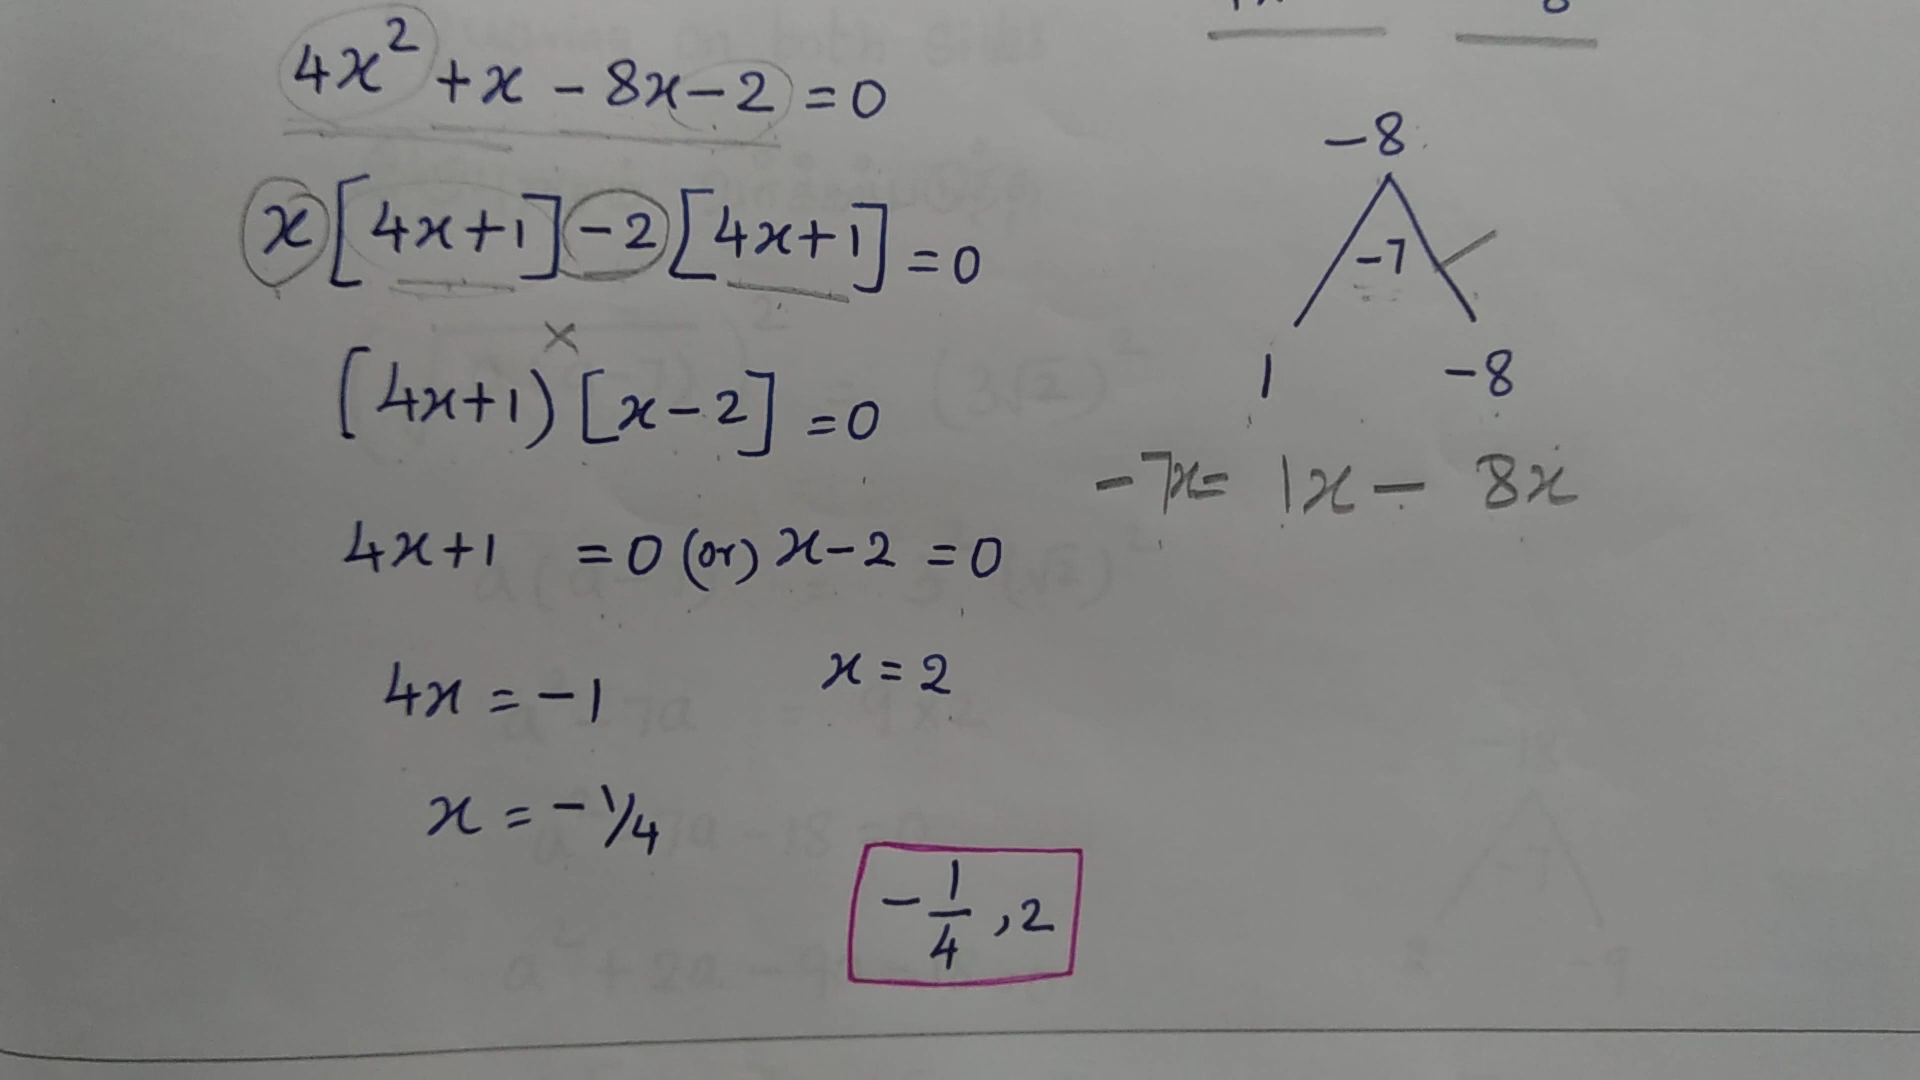 4x² + x - 8x - 2 = 0
x[4x+1] -2[4x+1] = 0
×
(4x+1)[x-2] = 0
4x+1 = 0 (or) x-2 = 0
4x = -1 x = 2
x = -1/4
-1/4, 2
-8
-7
1 -8
-7x = 1x - 8x